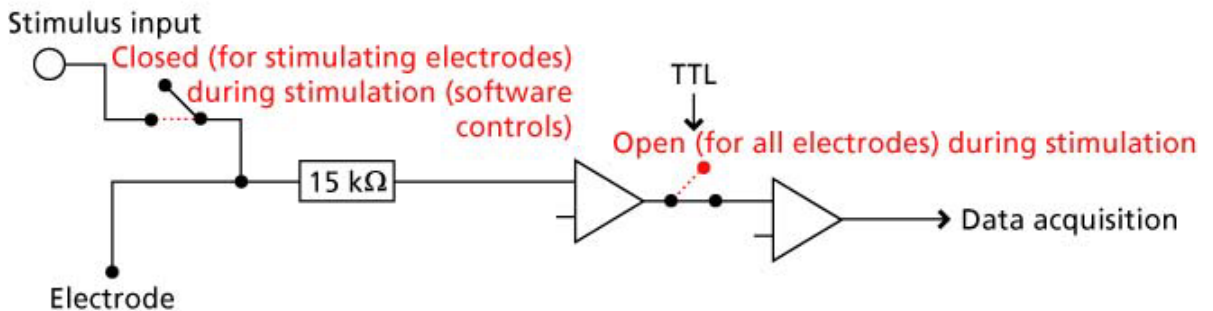 Stimulus input
Closed (for stimulating electrodes)
during stimulation (software
controls)
TTL
Open (for all electrodes) during stimulation
15 kΩ
Data acquisition
Electrode